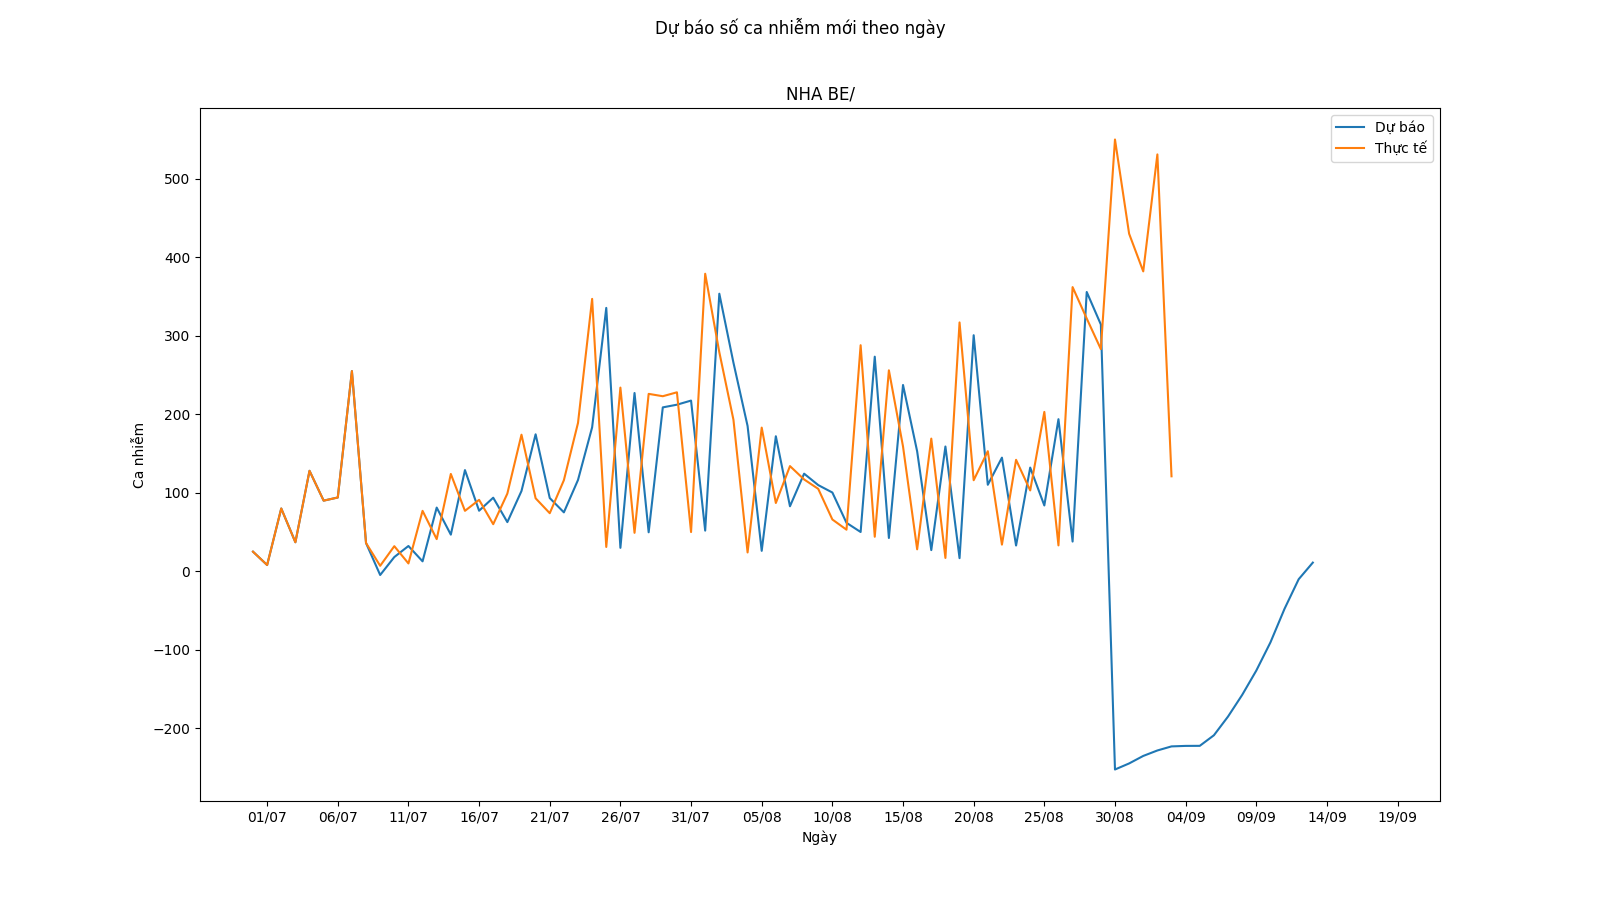 Dự báo số ca nhiễm mới theo ngày
NHA BE/
Dự báo
Thực tế
500
400
300
200
100
0
−100
−200
Ca nhiễm
01/07 06/07 11/07 16/07 21/07 26/07 31/07 05/08 10/08 15/08 20/08 25/08 30/08 04/09 09/09 14/09 19/09
Ngày